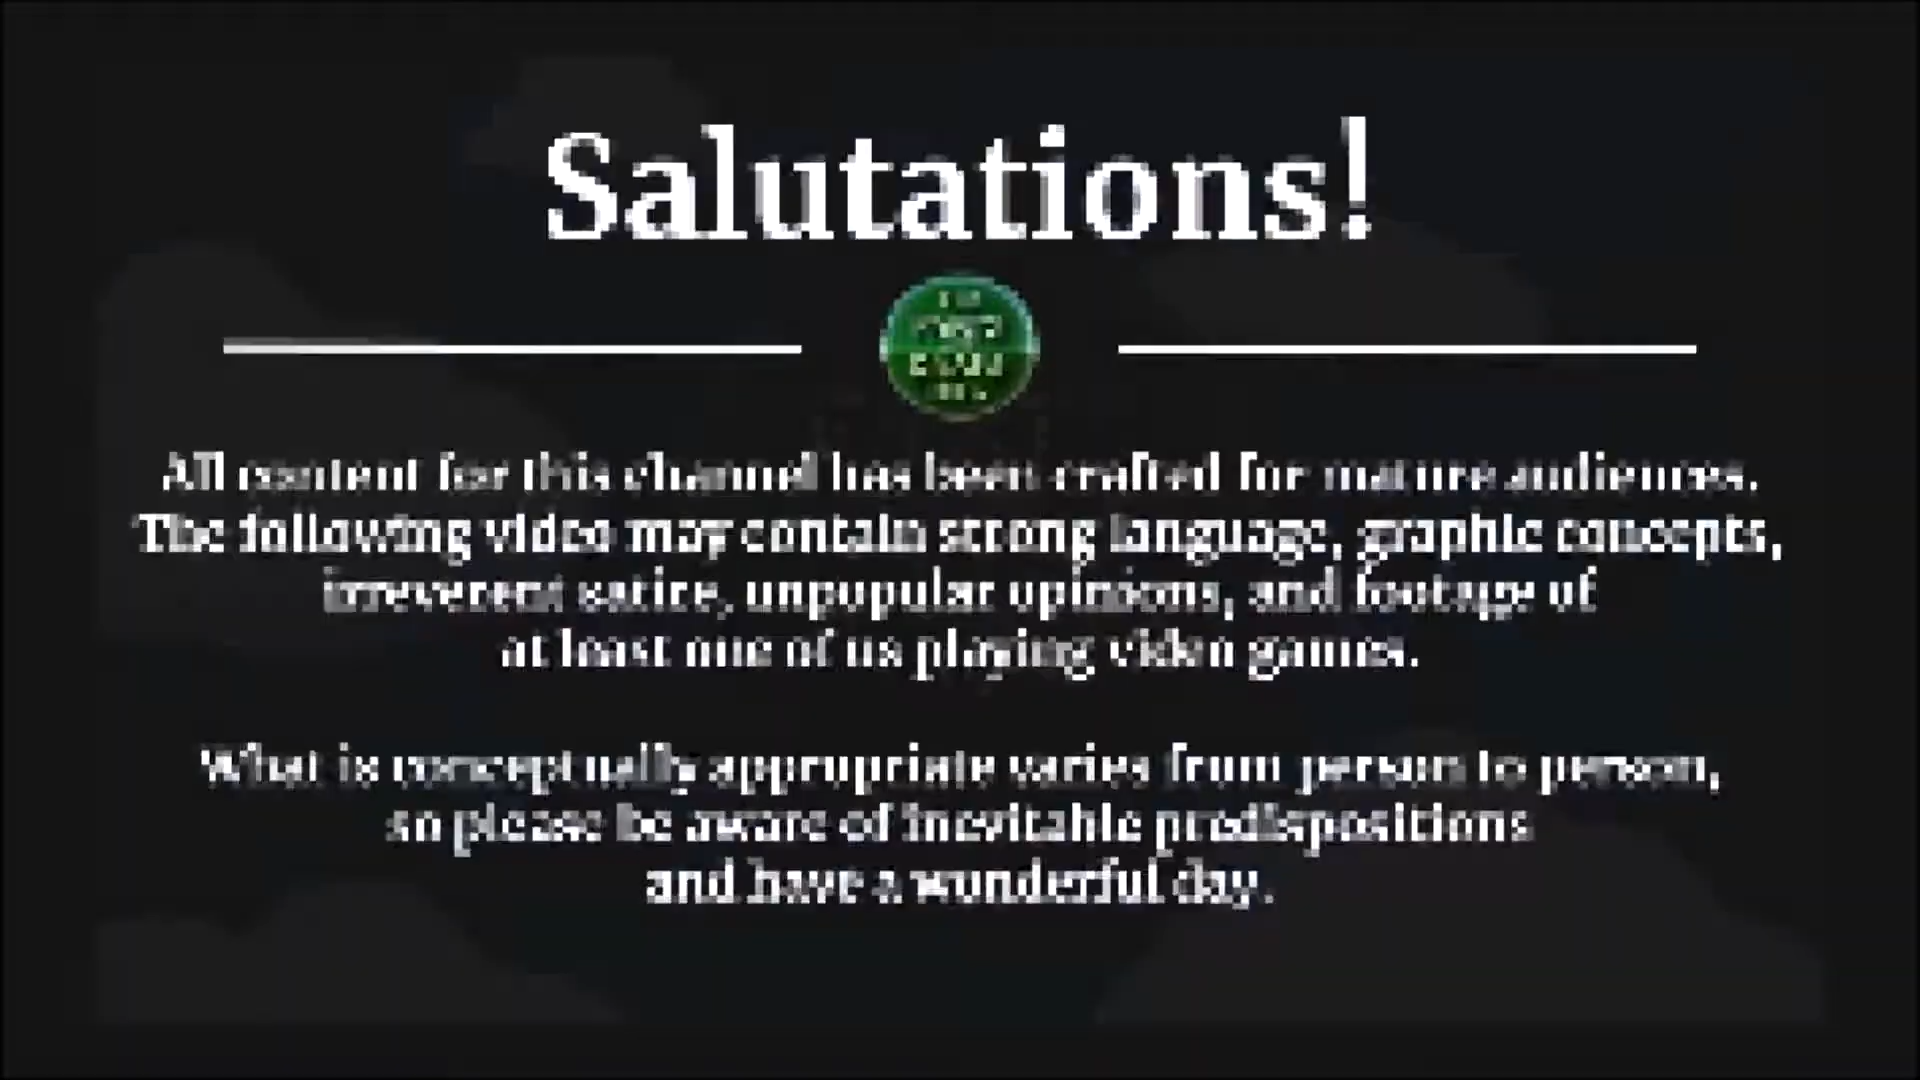 Salutations!
All content for this channel has been crafted for mature audiences.
The following video may contain strong language, graphic concepts,
irreverent satire, unpopular opinions, and footage of
at least one of us playing video games.
What is conceptually appropriate varies from person to person,
so please be aware of inevitable predispositions
and have a wonderful day.